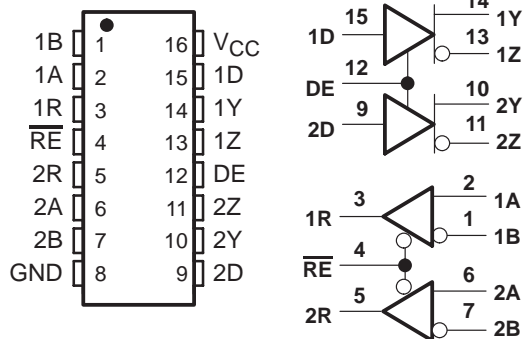 1B 1 16 VCC
1A 2 15 1D
1R 3 14 1Y
RE 4 13 1Z
2R 5 12 DE
2A 6 11 2Z
2B 7 10 2Y
GND 8 9 2D
14 1Y
15 1D
13 1Z
12 DE
10 2Y
9 2D
11 2Z
2 1A
3 1R
1 1B
4 RE
6 2A
5 2R
7 2B